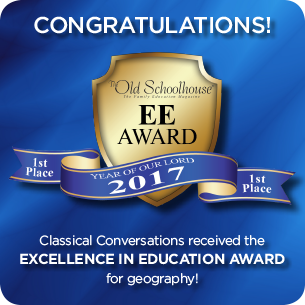 CONGRATULATIONS!
The Old Schoolhouse
The Family Education Magazine
EE
AWARD
1st
Place
YEAR OF OUR LORD
2017
1st
Place
Classical Conversations received the
EXCELLENCE IN EDUCATION AWARD
for geography!